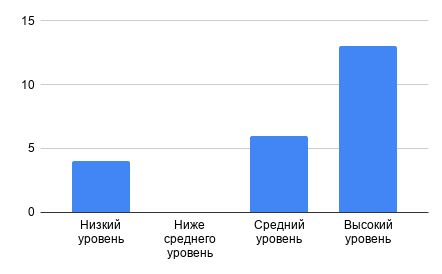 15
10
5
0
Низкий
уровень
Ниже
среднего
уровень
Средний
уровень
Высокий
уровень